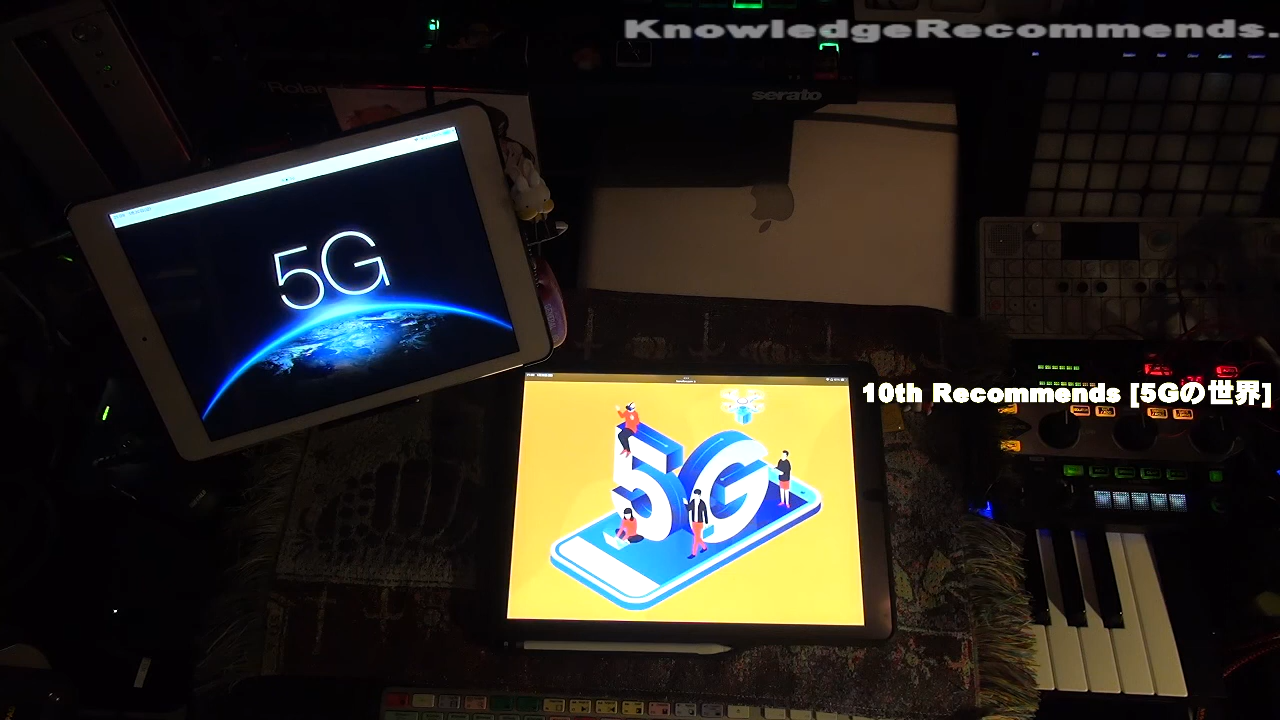 KnowledgeRecommends.
Roland
serato
5G
10th Recommends [5Gの世界]
5G